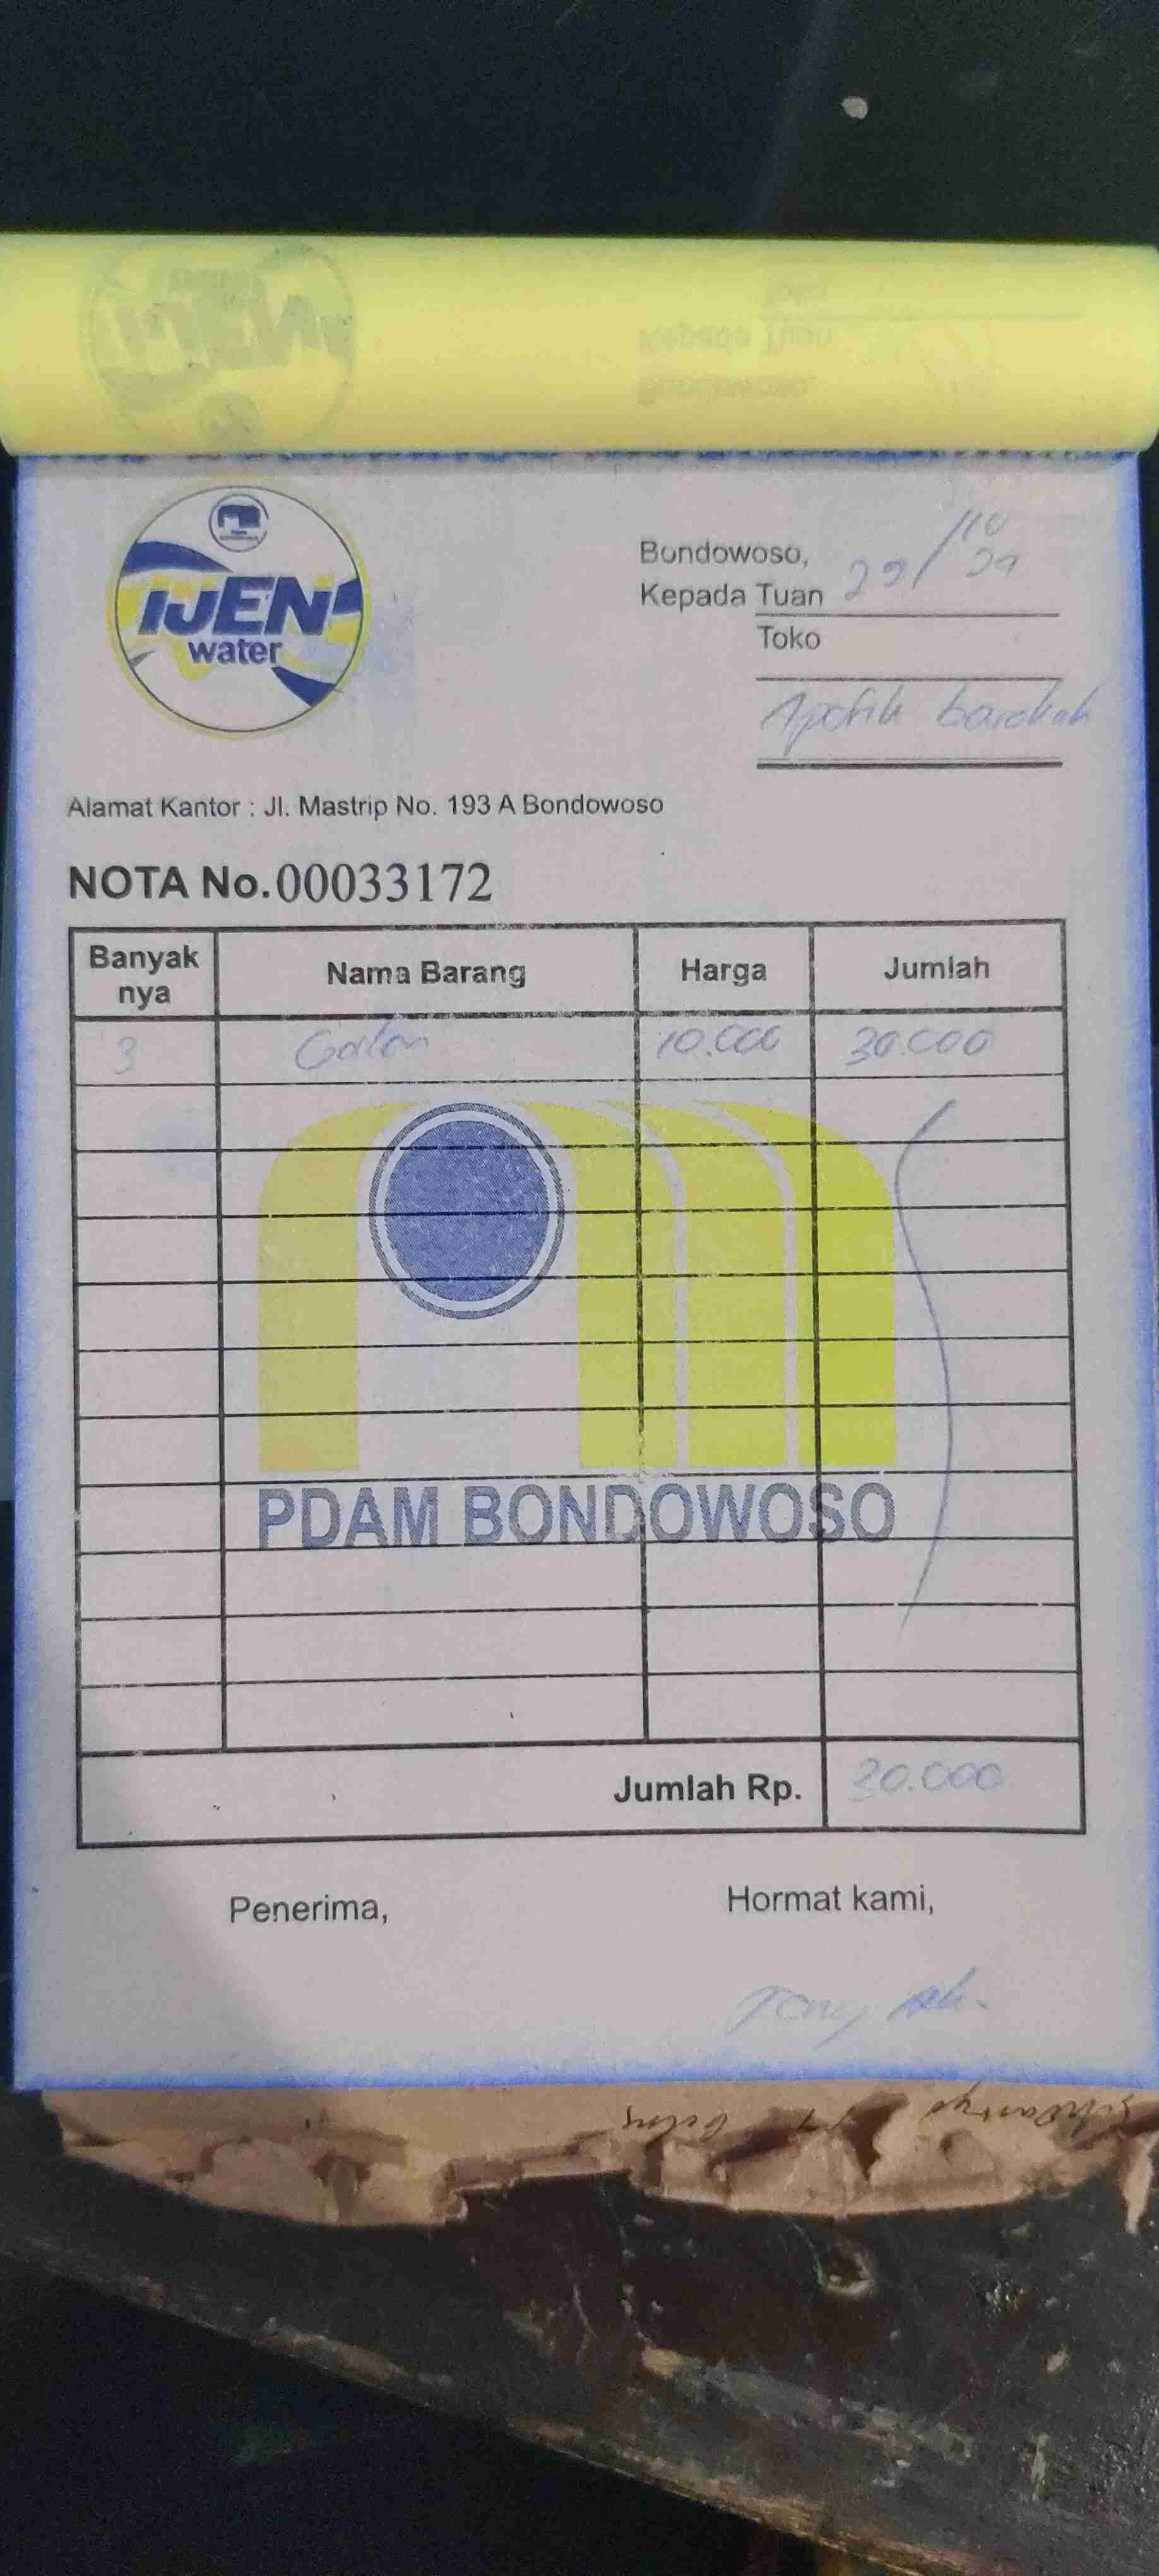 IJEN
water
Bondowoso,
29/10
Kepada Tuan
Toko
Apotik barokah
Alamat Kantor : Jl. Mastrip No. 193 A Bondowoso
NOTA No. 00033172
Banyak nya Nama Barang Harga Jumlah
3 Galon 10.000 30.000
PDAM BONDOWOSO
Jumlah Rp. 30.000
Penerima, Hormat kami,